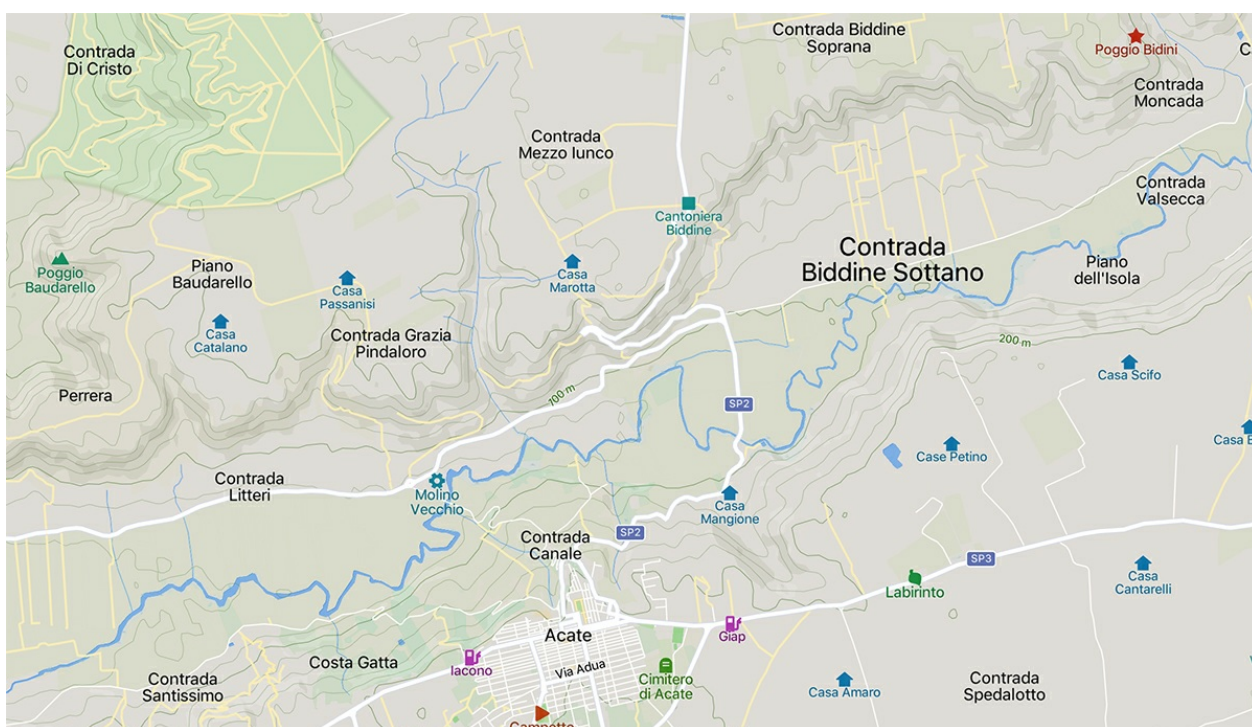 Contrada
Di Cristo
Contrada Biddine
Soprana
Poggio Bidini
Contrada
Moncada
Contrada
Mezzo Iunco
Contrada
Valsecca
Cantoniera
Biddine
Contrada
Biddine Sottano
Piano
dell'Isola
Poggio
Baudarello
Piano
Baudarello
Casa
Passanisi
Casa
Marotta
Casa
Catalano
Contrada Grazia
Pindaloro
200 m
Casa Scifo
Perrera
100 m
SP2
Case Petino
Contrada
Litteri
Molino
Vecchio
Casa
Mangione
SP2
Contrada
Canale
SP3
Labirinto
Casa
Cantarelli
Acate
Giap
Iacono
Via Adua
Costa Gatta
Contrada
Santissimo
Cimitero
di Acate
Casa Amaro
Contrada
Spedalotto